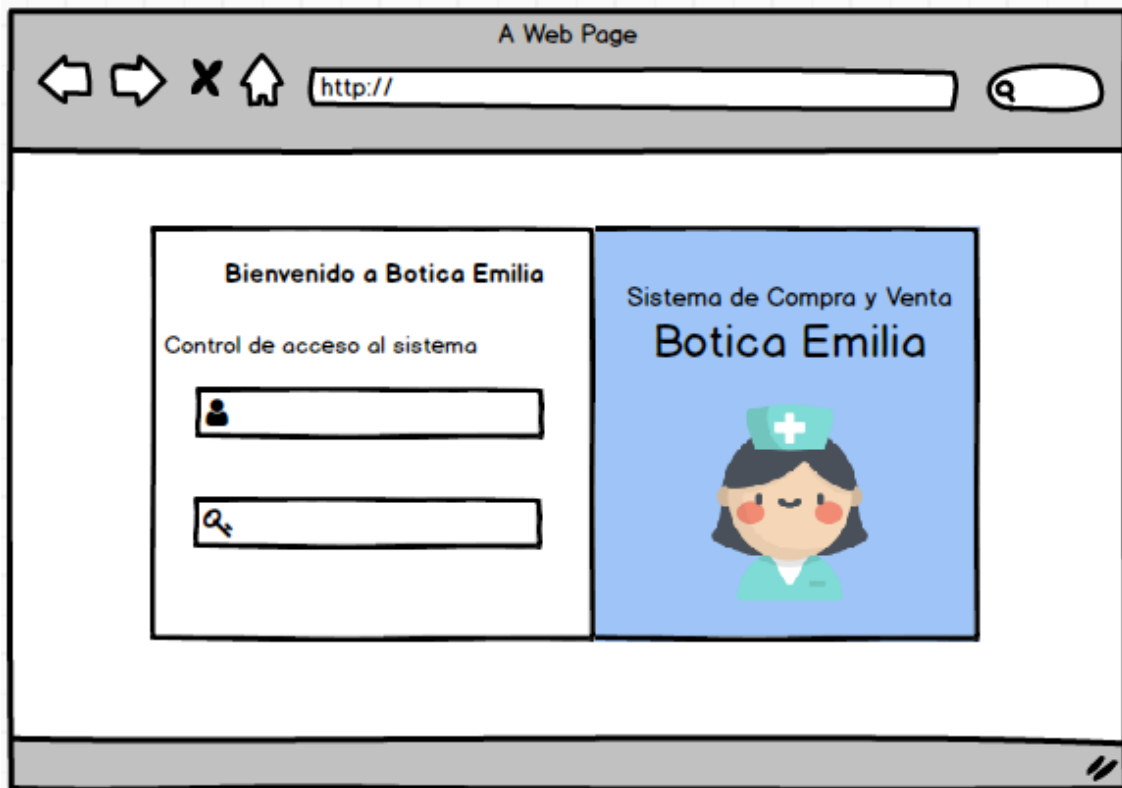 A Web Page
http://
Bienvenido a Botica Emilia
Control de acceso al sistema
Sistema de Compra y Venta
Botica Emilia